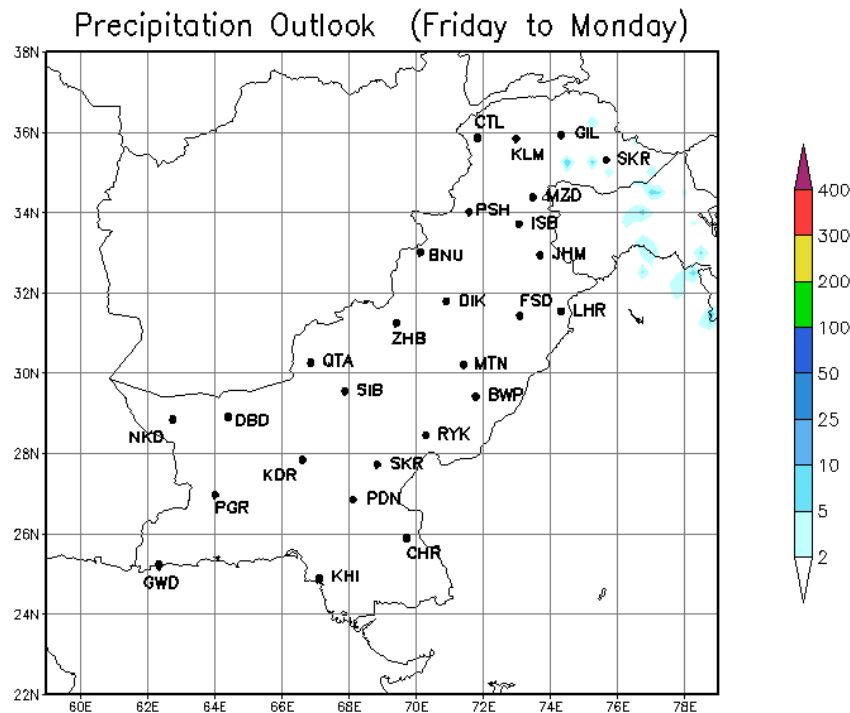 Precipitation Outlook (Friday to Monday)
38N
36N
34N
32N
30N
28N
26N
24N
22N
60E 62E 64E 66E 68E 70E 72E 74E 76E 78E
CTL
KLM
GIL
SKR
MZD
PSH
ISB
BNU
JHM
DIK
FSD
LHR
ZHB
QTA
MTN
SIB
BWP
NKD
DBD
RYK
KDR
SKR
PGR
PDN
CHR
GWD
KHI
400
300
200
100
50
25
10
5
2